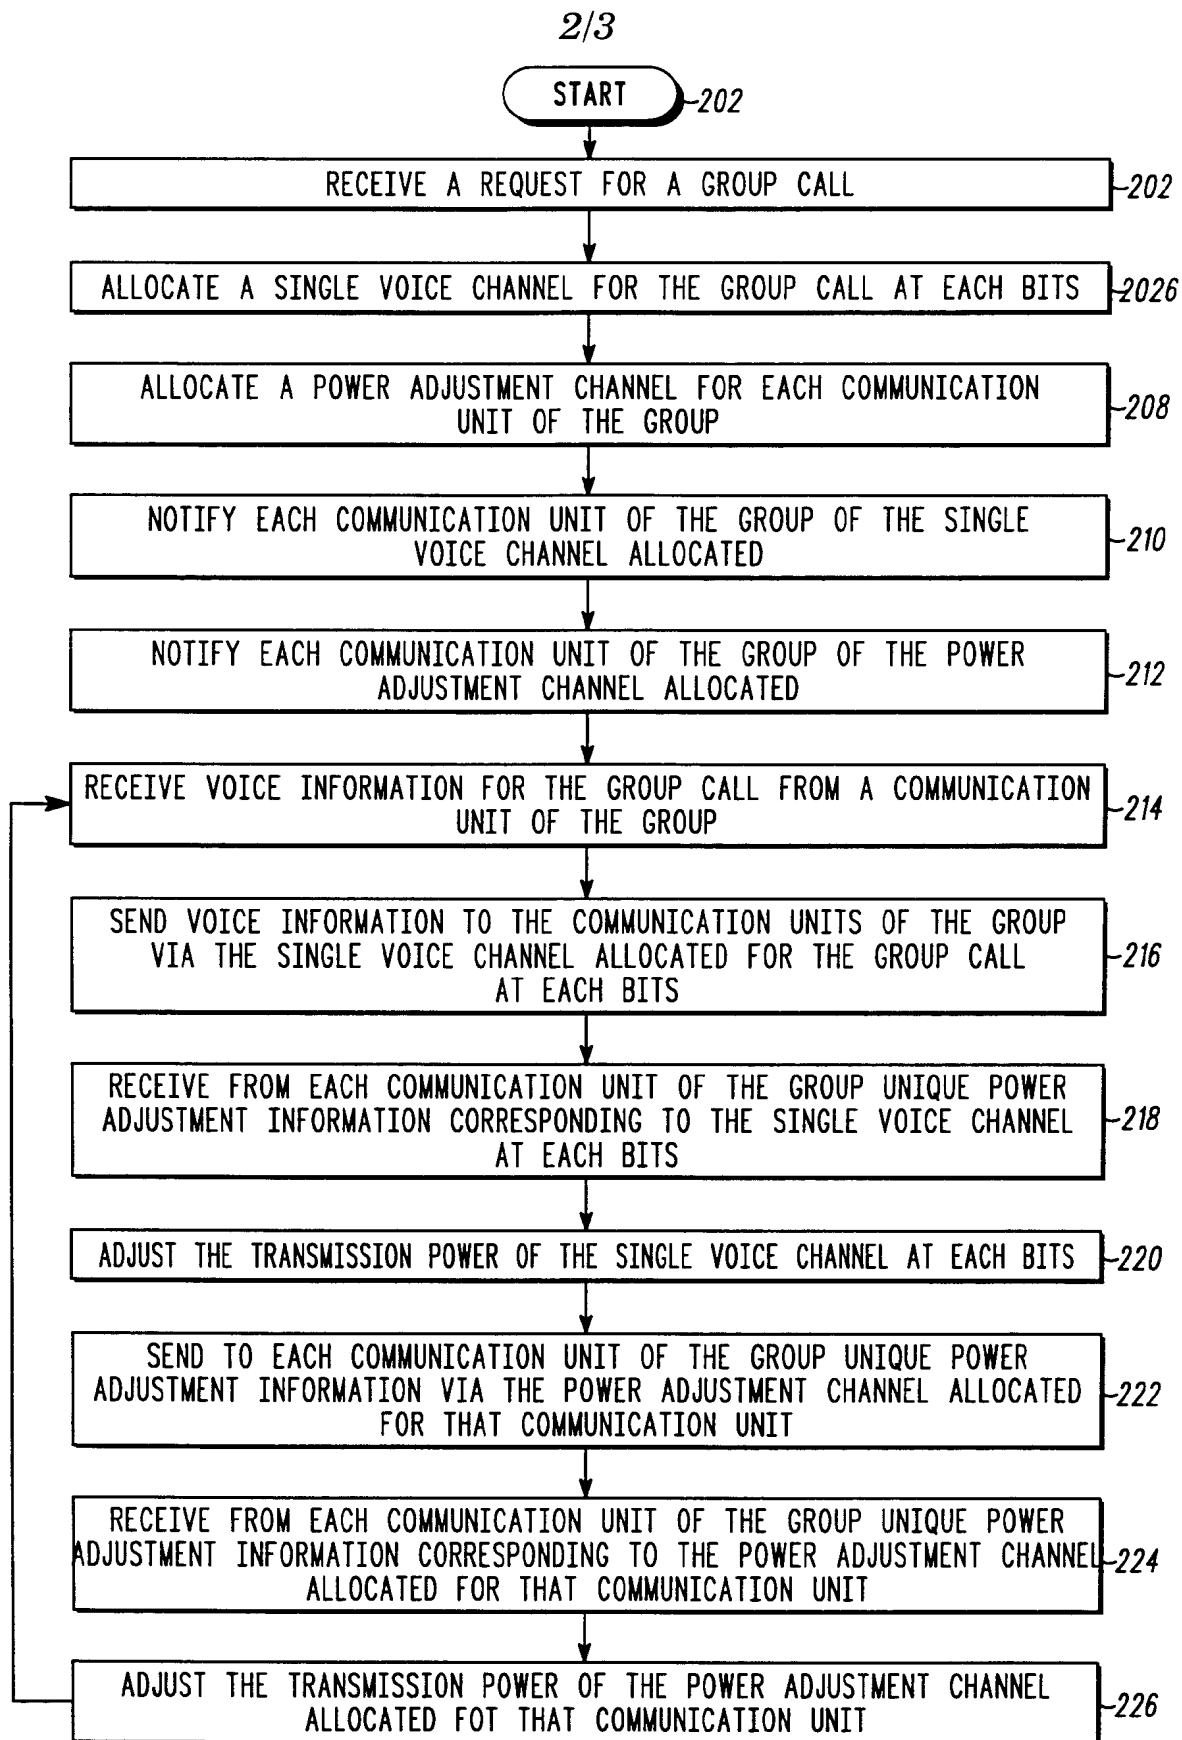 2/3
START
202
RECEIVE A REQUEST FOR A GROUP CALL
202
ALLOCATE A SINGLE VOICE CHANNEL FOR THE GROUP CALL AT EACH BITS
2026
ALLOCATE A POWER ADJUSTMENT CHANNEL FOR EACH COMMUNICATION
UNIT OF THE GROUP
208
NOTIFY EACH COMMUNICATION UNIT OF THE GROUP OF THE SINGLE
VOICE CHANNEL ALLOCATED
210
NOTIFY EACH COMMUNICATION UNIT OF THE GROUP OF THE POWER
ADJUSTMENT CHANNEL ALLOCATED
212
RECEIVE VOICE INFORMATION FOR THE GROUP CALL FROM A COMMUNICATION
UNIT OF THE GROUP
214
SEND VOICE INFORMATION TO THE COMMUNICATION UNITS OF THE GROUP
VIA THE SINGLE VOICE CHANNEL ALLOCATED FOR THE GROUP CALL
AT EACH BITS
216
RECEIVE FROM EACH COMMUNICATION UNIT OF THE GROUP UNIQUE POWER
ADJUSTMENT INFORMATION CORRESPONDING TO THE SINGLE VOICE CHANNEL
AT EACH BITS
218
ADJUST THE TRANSMISSION POWER OF THE SINGLE VOICE CHANNEL AT EACH BITS
220
SEND TO EACH COMMUNICATION UNIT OF THE GROUP UNIQUE POWER
ADJUSTMENT INFORMATION VIA THE POWER ADJUSTMENT CHANNEL ALLOCATED
FOR THAT COMMUNICATION UNIT
222
RECEIVE FROM EACH COMMUNICATION UNIT OF THE GROUP UNIQUE POWER
ADJUSTMENT INFORMATION CORRESPONDING TO THE POWER ADJUSTMENT CHANNEL
ALLOCATED FOR THAT COMMUNICATION UNIT
224
ADJUST THE TRANSMISSION POWER OF THE POWER ADJUSTMENT CHANNEL
ALLOCATED FOT THAT COMMUNICATION UNIT
226